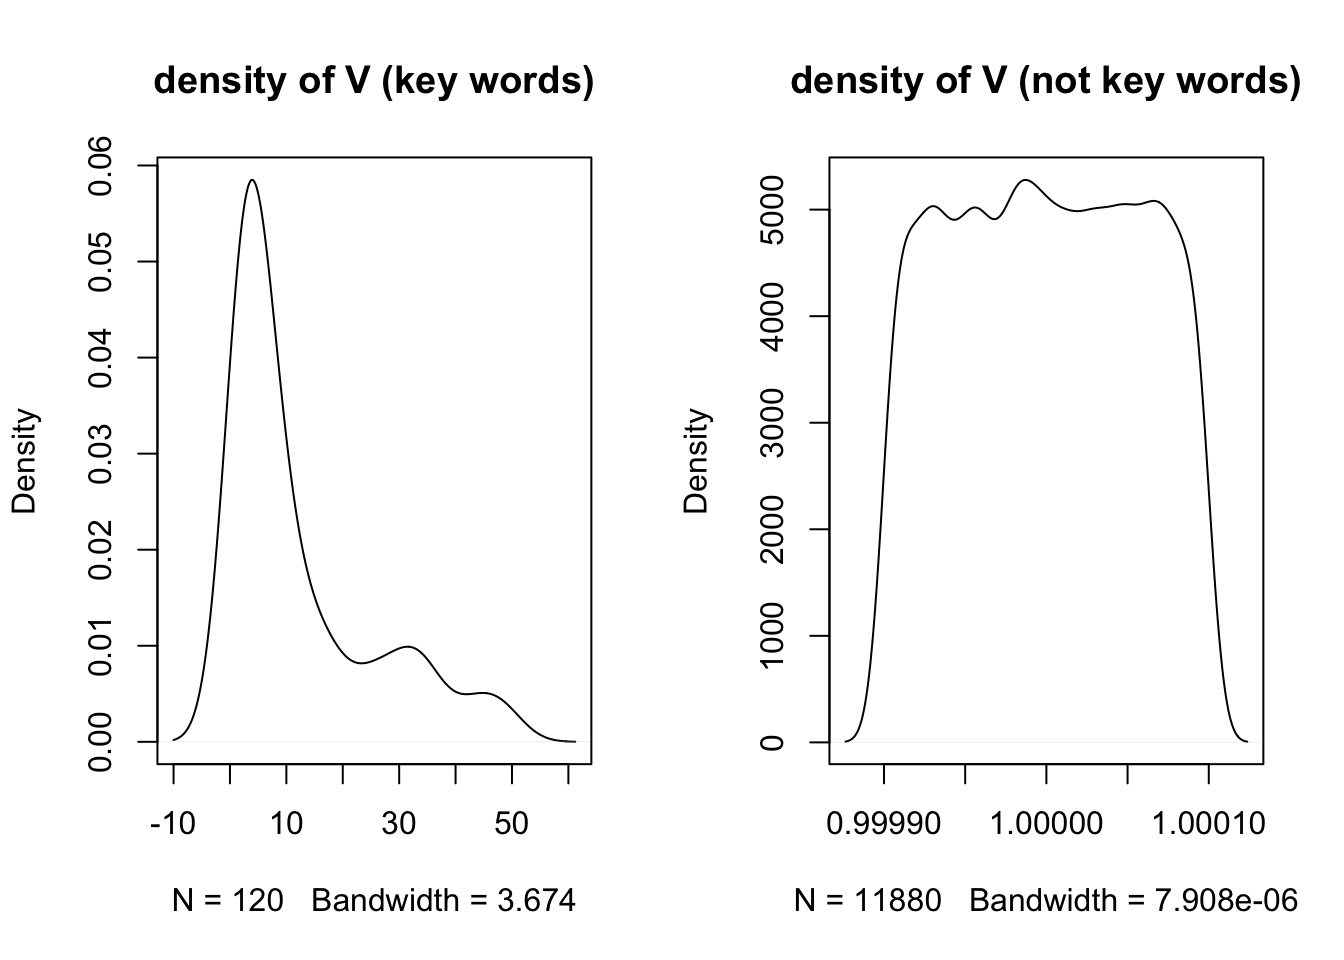 density of V (key words)
Density
0.06
0.05
0.04
0.03
0.02
0.01
0.00
-10 10 30 50
N = 120 Bandwidth = 3.674
density of V (not key words)
Density
5000
4000
3000
2000
1000
0
0.99990 1.00000 1.00010
N = 11880 Bandwidth = 7.908e-06